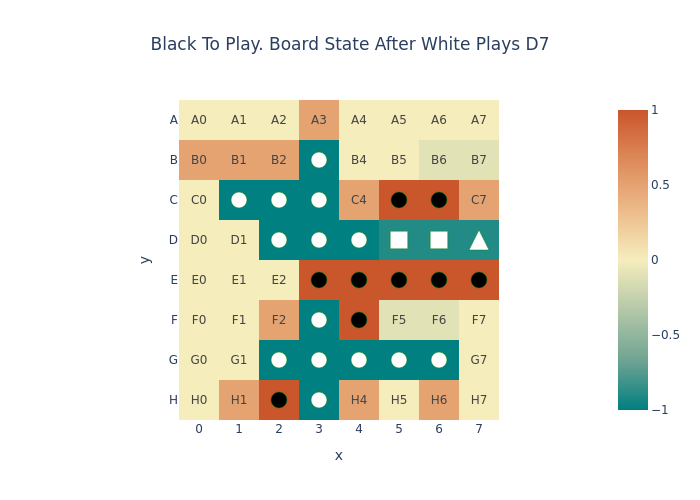 Black To Play. Board State After White Plays D7
A A0 A1 A2 A3 A4 A5 A6 A7
B B0 B1 B2 B4 B5 B6 B7
C C0 C4 C7
D D0 D1
E E0 E1 E2
F F0 F1 F2 F5 F6 F7
G G0 G1 G7
H H0 H1 H4 H5 H6 H7
0 1 2 3 4 5 6 7
x
y
1
0.5
0
−0.5
−1